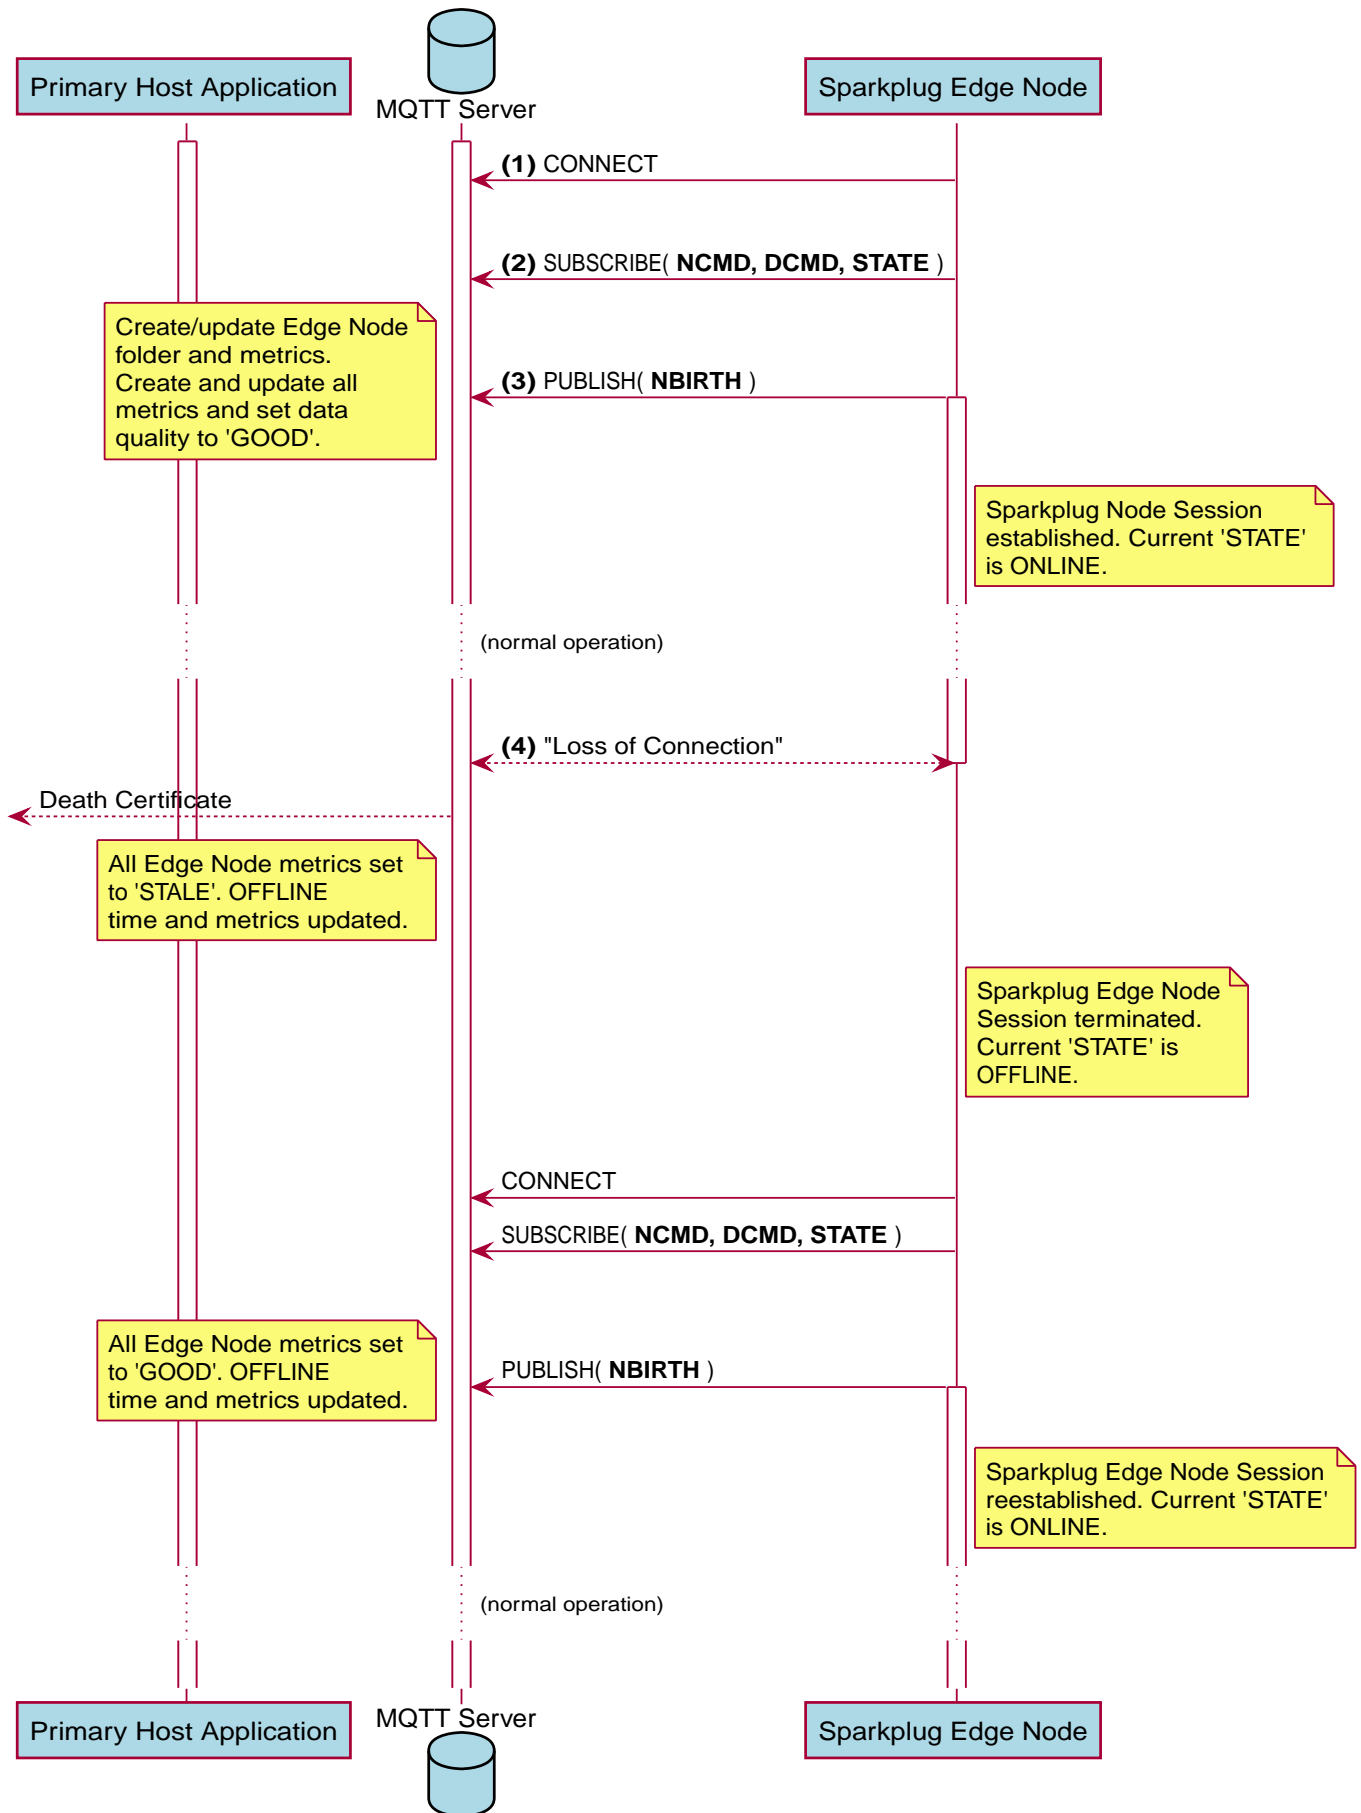 Primary Host Application
MQTT Server
Sparkplug Edge Node
(1) CONNECT
(2) SUBSCRIBE( NCMD, DCMD, STATE )
Create/update Edge Node
folder and metrics.
Create and update all
metrics and set data
quality to 'GOOD'.
(3) PUBLISH( NBIRTH )
Sparkplug Node Session
established. Current 'STATE'
is ONLINE.
(normal operation)
(4) "Loss of Connection"
Death Certificate
All Edge Node metrics set
to 'STALE'. OFFLINE
time and metrics updated.
Sparkplug Edge Node
Session terminated.
Current 'STATE' is
OFFLINE.
CONNECT
SUBSCRIBE( NCMD, DCMD, STATE )
All Edge Node metrics set
to 'GOOD'. OFFLINE
time and metrics updated.
PUBLISH( NBIRTH )
Sparkplug Edge Node Session
reestablished. Current 'STATE'
is ONLINE.
(normal operation)
Primary Host Application
MQTT Server
Sparkplug Edge Node